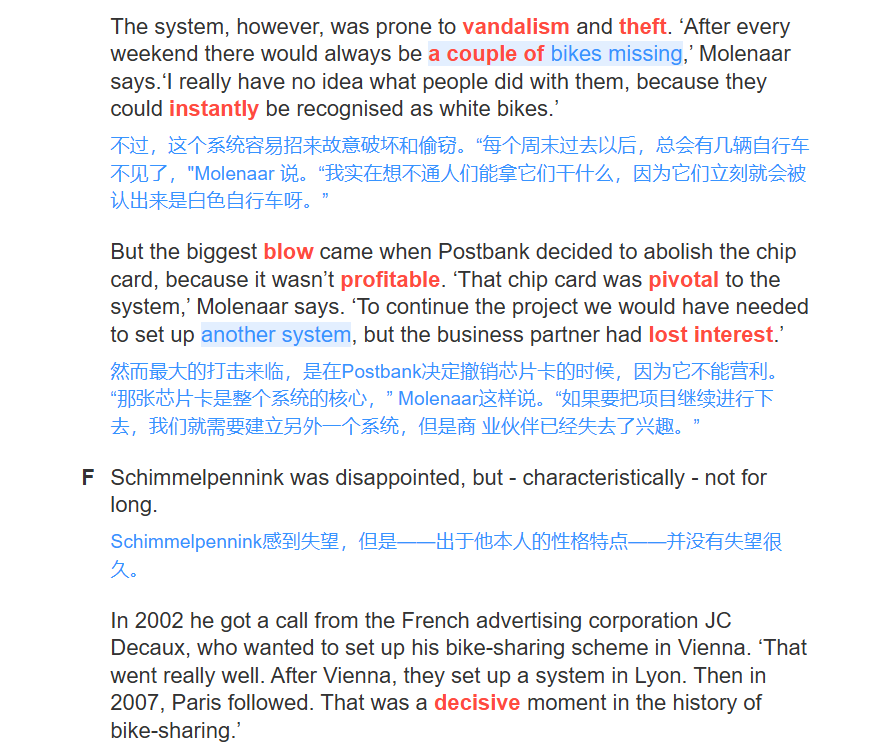 The system, however, was prone to vandalism and theft. ‘After every
weekend there would always be a couple of bikes missing,’ Molenaar
says.‘I really have no idea what people did with them, because they
could instantly be recognised as white bikes.’
不过，这个系统容易招来故意破坏和偷窃。“每个周末过去以后，总会有几辆自行车
不见了，"Molenaar 说。“我实在想不通人们能拿它们干什么，因为它们立刻就会被
认出来是白色自行车呀。”
But the biggest blow came when Postbank decided to abolish the chip
card, because it wasn’t profitable. ‘That chip card was pivotal to the
system,’ Molenaar says. ‘To continue the project we would have needed
to set up another system, but the business partner had lost interest.’
然而最大的打击来临，是在Postbank决定撤销芯片卡的时候，因为它不能营利。
“那张芯片卡是整个系统的核心，” Molenaar这样说。“如果要把项目继续进行下
去，我们就需要建立另外一个系统，但是商 业伙伴已经失去了兴趣。”
F Schimmelpennink was disappointed, but - characteristically - not for
long.
Schimmelpennink感到失望，但是——出于他本人的性格特点——并没有失望很
久。
In 2002 he got a call from the French advertising corporation JC
Decaux, who wanted to set up his bike-sharing scheme in Vienna. ‘That
went really well. After Vienna, they set up a system in Lyon. Then in
2007, Paris followed. That was a decisive moment in the history of
bike-sharing.’